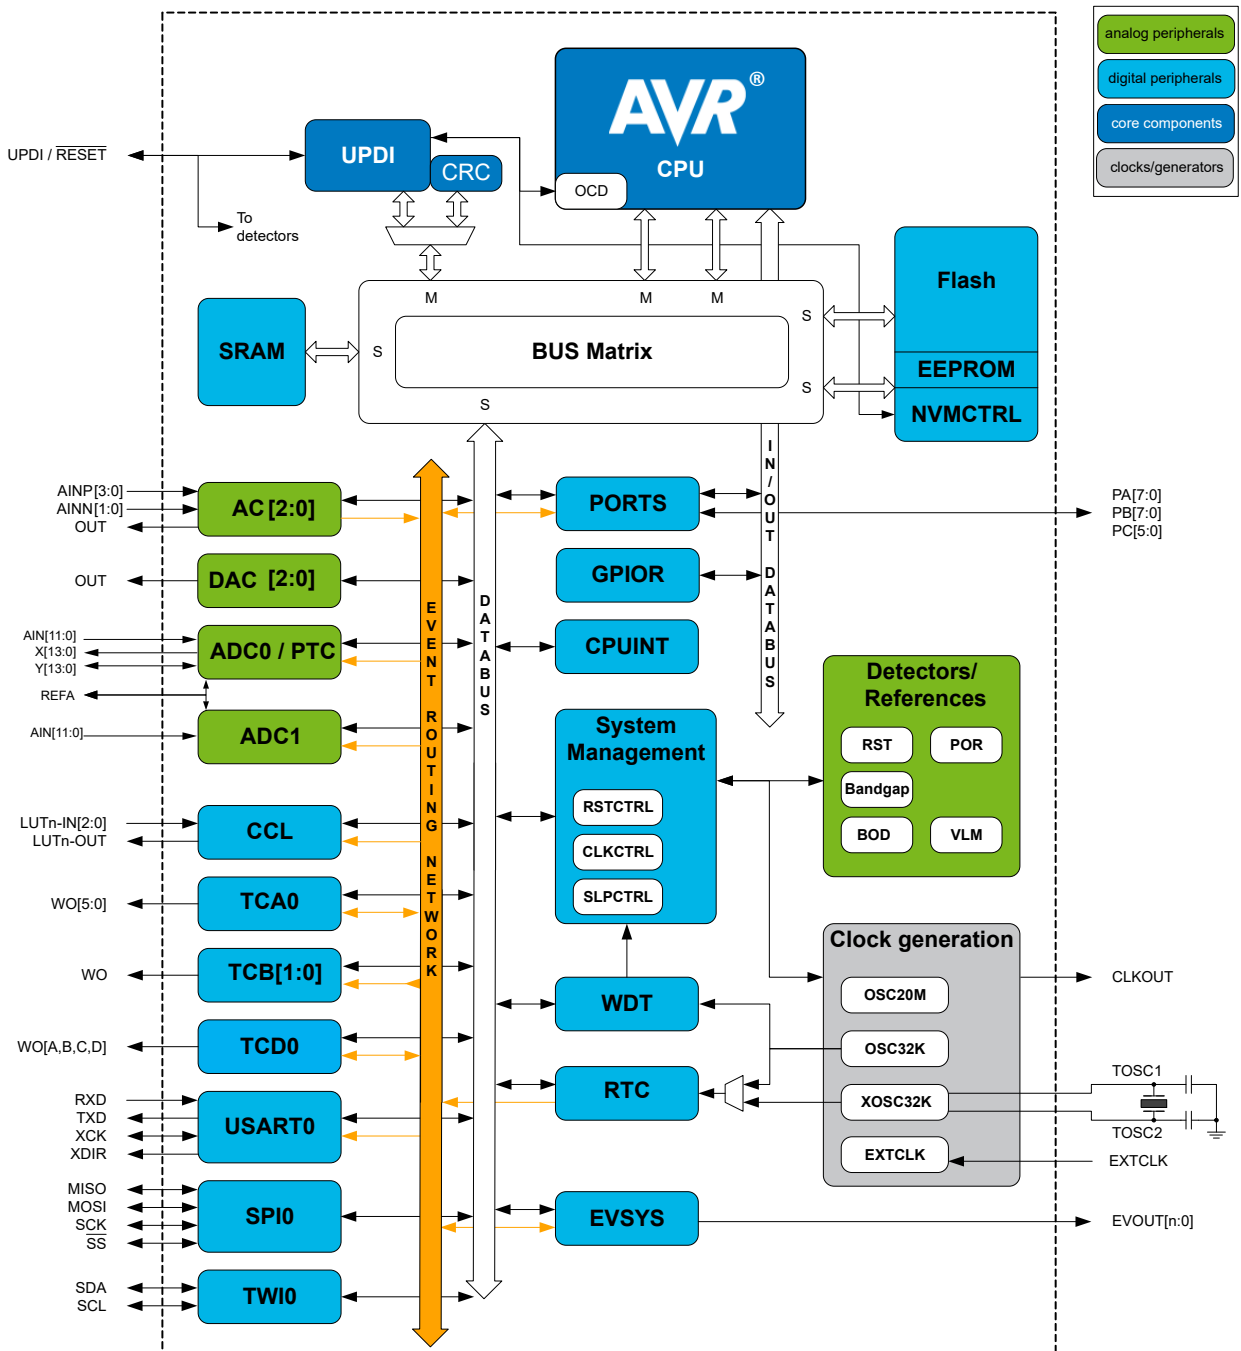 analog peripherals
digital peripherals
core components
clocks/generators
AVR®
CPU
OCD
UPDI
CRC
UPDI / RESET
To
detectors
M
M
M
S
S
S
S
BUS Matrix
SRAM
Flash
EEPROM
NVMCTRL
IN/OUT DATABUS
DATABUS
EVENT ROUTING NETWORK
AINP[3:0]
AINN[1:0]
OUT
AC [2:0]
PORTS
PA[7:0]
PB[7:0]
PC[5:0]
OUT
DAC [2:0]
GPIOR
AIN[11:0]
X[13:0]
Y[13:0]
ADC0 / PTC
CPUINT
REFA
AIN[11:0]
ADC1
Detectors/
References
RST
POR
Bandgap
BOD
VLM
System
Management
RSTCTRL
CLKCTRL
SLPCTRL
LUTn-IN[2:0]
LUTn-OUT
CCL
WO[5:0]
TCA0
WO
TCB[1:0]
WDT
Clock generation
OSC20M
OSC32K
XOSC32K
EXTCLK
CLKOUT
WO[A,B,C,D]
TCD0
RTC
TOSC1
TOSC2
EXTCLK
RXD
TXD
XCK
XDIR
USART0
MISO
MOSI
SCK
SS
SPI0
EVSYS
EVOUT[n:0]
SDA
SCL
TWI0